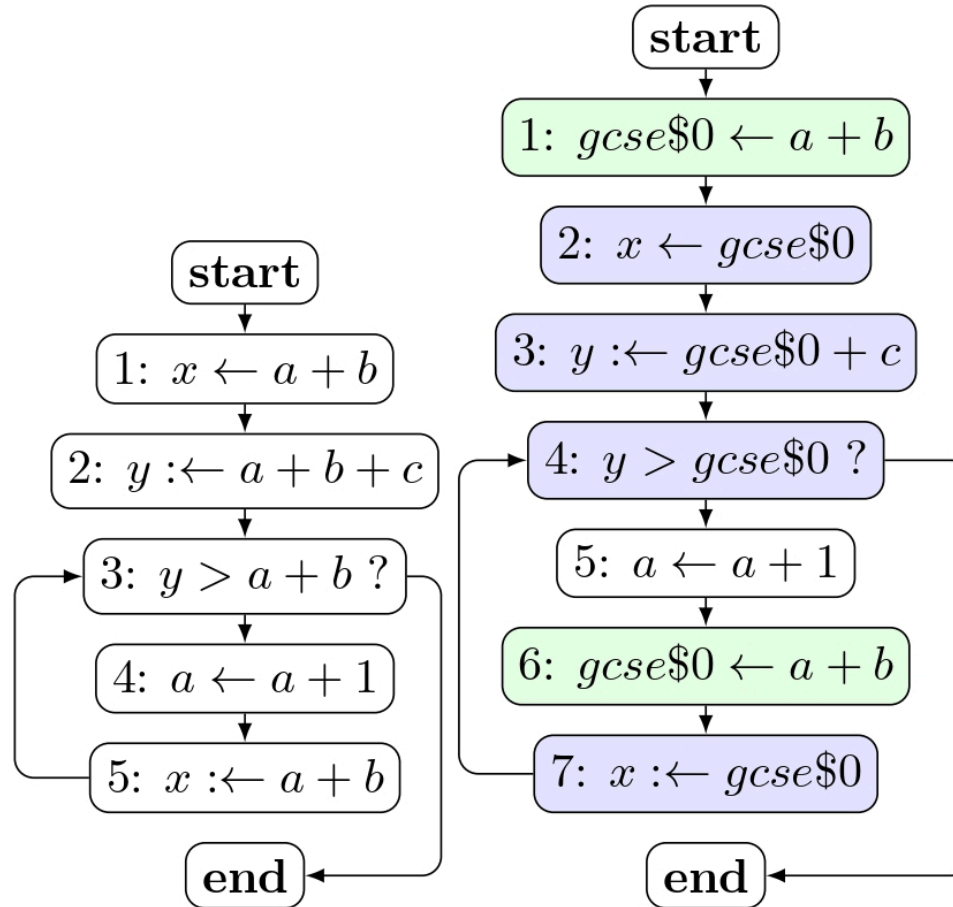 start
1: x ← a + b
2: y :← a + b + c
3: y > a + b ?
4: a ← a + 1
5: x :← a + b
end
start
1: gcse$0 ← a + b
2: x ← gcse$0
3: y :← gcse$0 + c
4: y > gcse$0 ?
5: a ← a + 1
6: gcse$0 ← a + b
7: x :← gcse$0
end